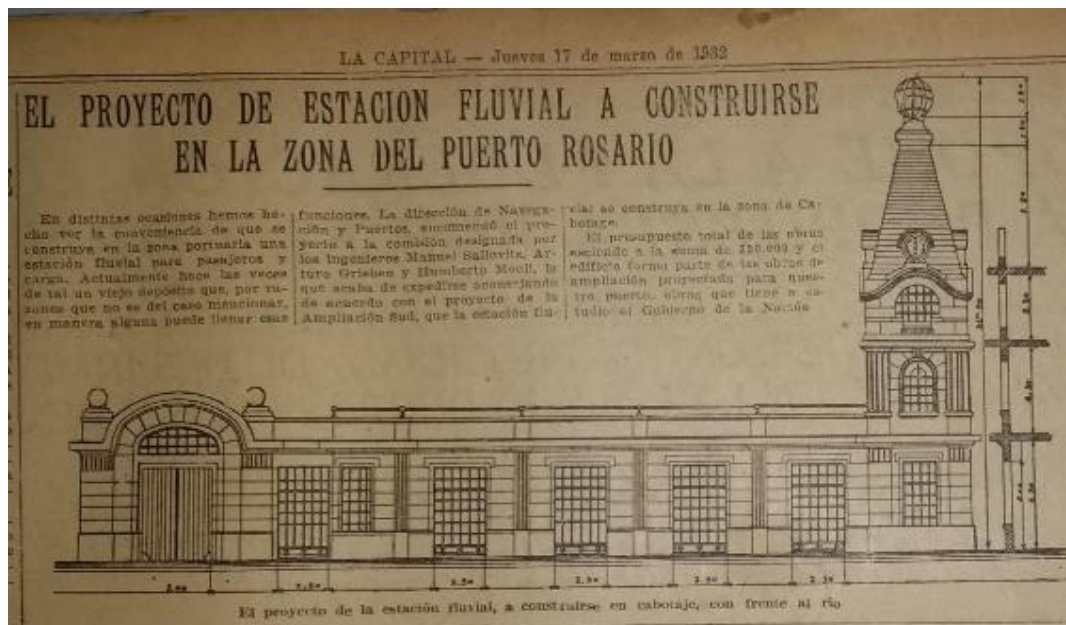 LA CAPITAL — Jueves 17 de marzo de 1932
EL PROYECTO DE ESTACION FLUVIAL A CONSTRUIRSE
EN LA ZONA DEL PUERTO ROSARIO
En distintas ocasiones hemos he-
cho ver la conveniencia de que se
construya en la zona portuaria una
estación fluvial para pasajeros y
carga. Actualmente hace las veces
de tal un viejo depósito que, por ra-
zones que no es del caso mencionar,
en manera alguna puede llenar esas
funciones. La dirección de Navega-
ción y Puertos, encomendó el pro-
yecto a la comisión designada por
los ingenieros Manuel Ar-
turo y Humberto la
que acaba de expedirse aconsejando
de acuerdo con el proyecto de la
Ampliación Sud, que la estación flu-
vial se construya en la zona de Ca-
botage.
El presupuesto total de las obras
asciende a la suma de y el
edificio forma parte de las obras de
ampliación proyectada para nues-
tro puerto, obras que tiene a es-
tudio el Gobierno de la Nación
El proyecto de la estación fluvial, a construirse en cabotaje, con frente al río